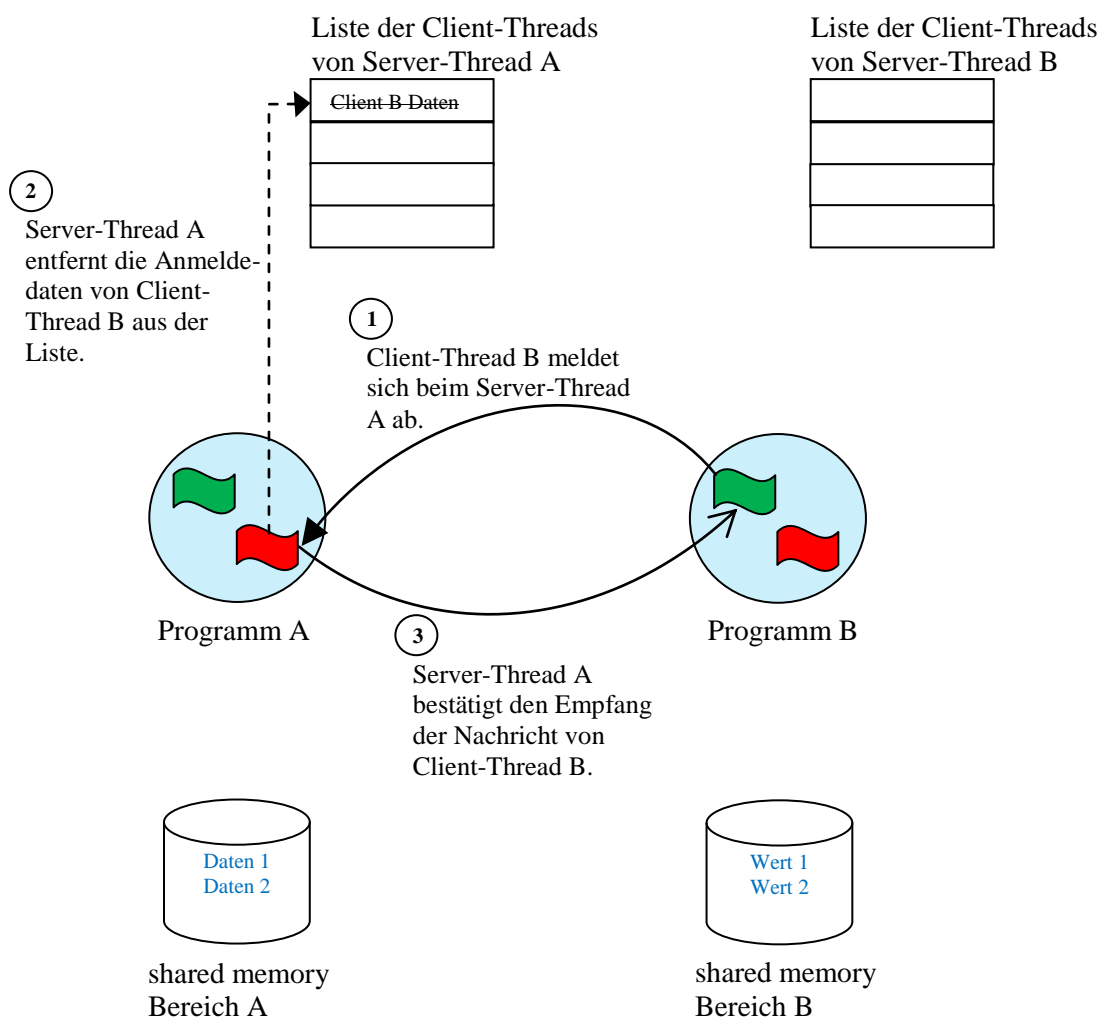 Liste der Client-Threads
von Server-Thread A
Liste der Client-Threads
von Server-Thread B
Client B Daten
2
Server-Thread A
entfernt die Anmelde-
daten von Client-
Thread B aus der
Liste.
1
Client-Thread B meldet
sich beim Server-Thread
A ab.
Programm A
Programm B
3
Server-Thread A
bestätigt den Empfang
der Nachricht von
Client-Thread B.
Daten 1
Daten 2
Wert 1
Wert 2
shared memory
Bereich A
shared memory
Bereich B